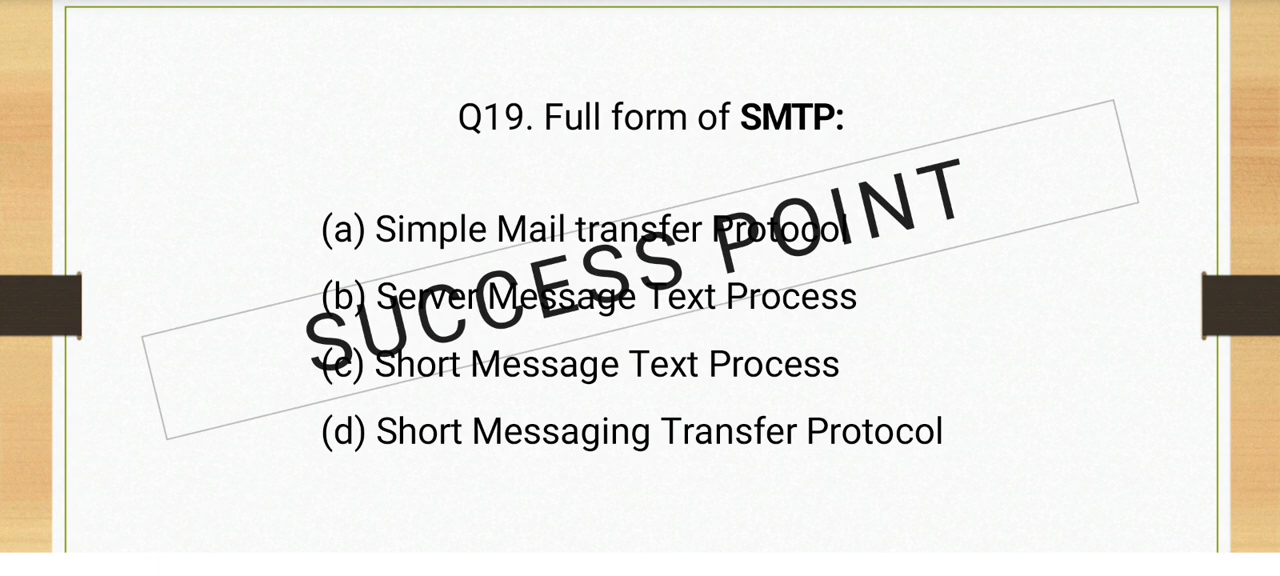 Q19. Full form of SMTP:
(a) Simple Mail transfer Protocol
SUCCESS POINT
(b) Server Message Text Process
(c) Short Message Text Process
(d) Short Messaging Transfer Protocol